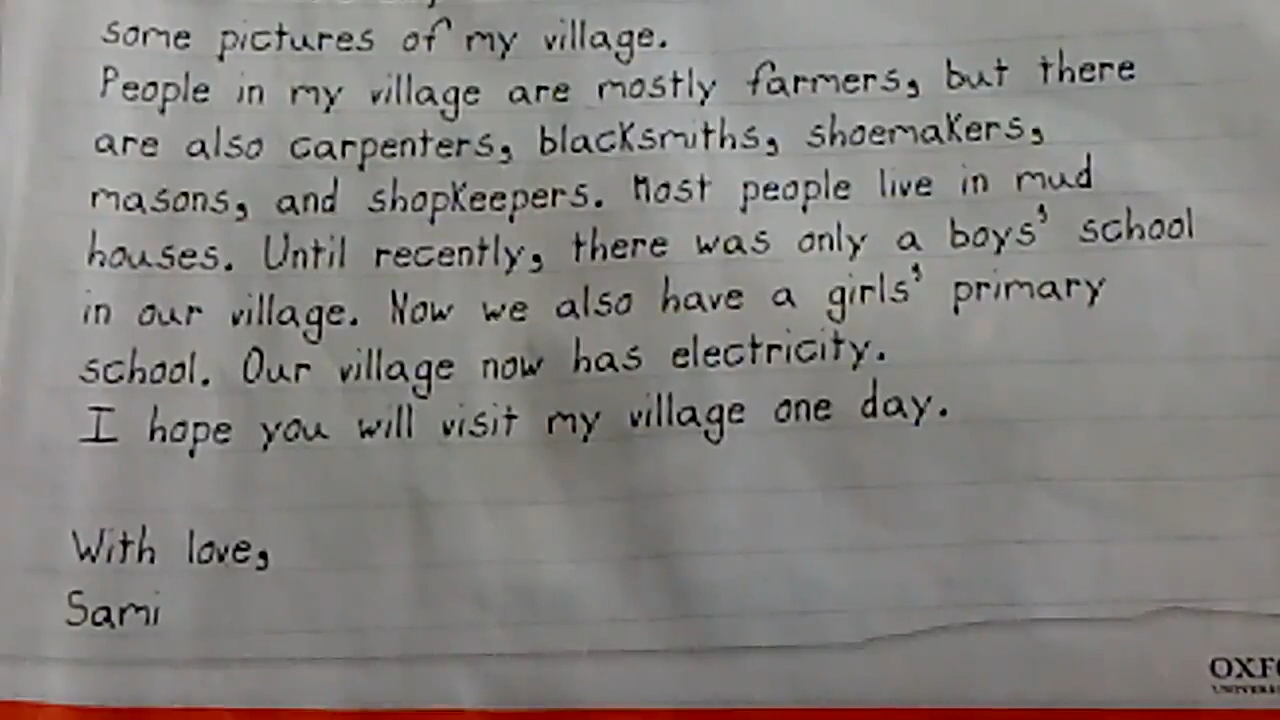 some pictures of my village.
People in my village are mostly farmers, but there
are also carpenters, blacksmiths, shoemakers,
masons, and shopkeepers. Most people live in mud
houses. Until recently, there was only a boys' school
in our village. Now we also have a girls' primary
school. Our village now has electricity.
I hope you will visit my village one day.
With love,
Sami